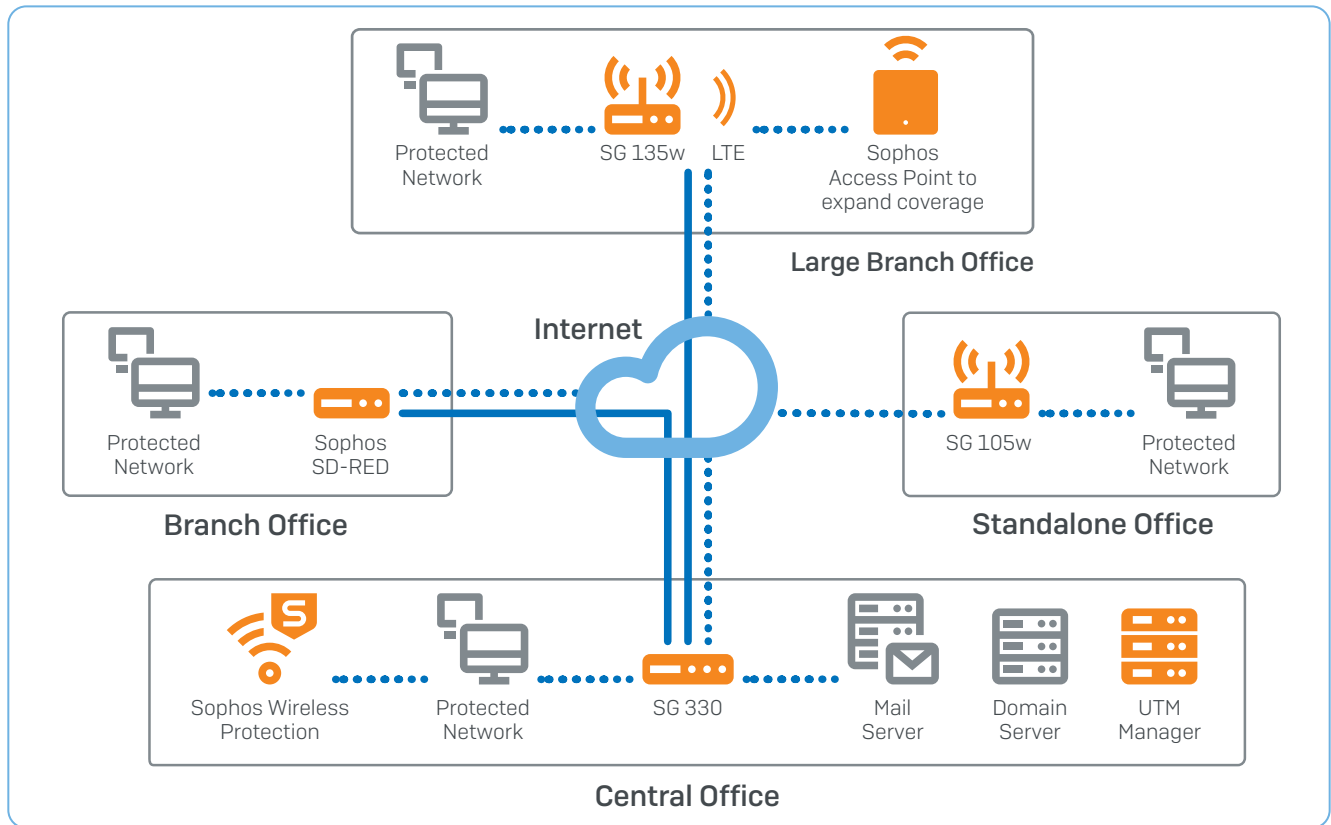 Protected
Network
SG 135w
LTE
Sophos
Access Point to
expand coverage
Large Branch Office
Internet
Protected
Network
Sophos
SD-RED
Branch Office
SG 105w
Protected
Network
Standalone Office
S
Sophos Wireless
Protection
Protected
Network
SG 330
Mail
Server
Domain
Server
UTM
Manager
Central Office